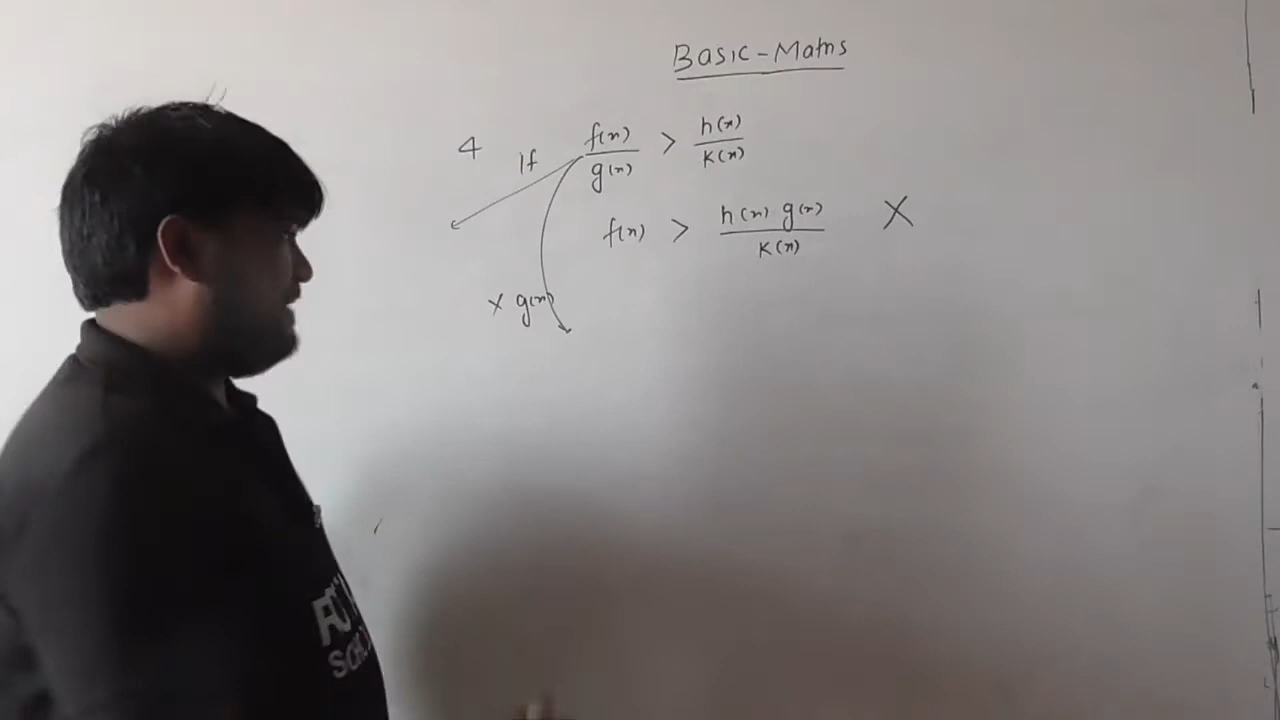 Basic - Maths
4 If f(x)/g(x) > h(x)/K(x)
f(x) > h(x) g(x)/K(x) X
× g(x)